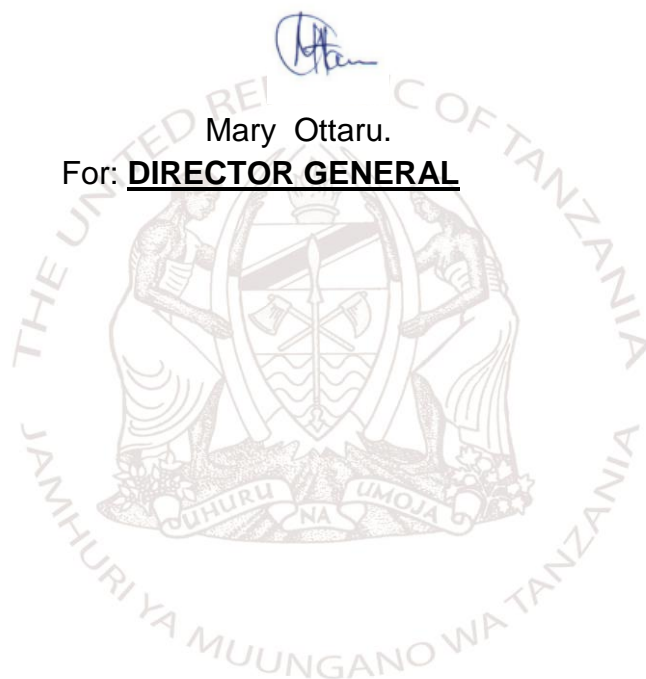 Mary Ottaru.
For: DIRECTOR GENERAL
THE UNITED REPUBLIC OF TANZANIA
UHURU NA UMOJA
JAMHURI YA MUUNGANO WA TANZANIA